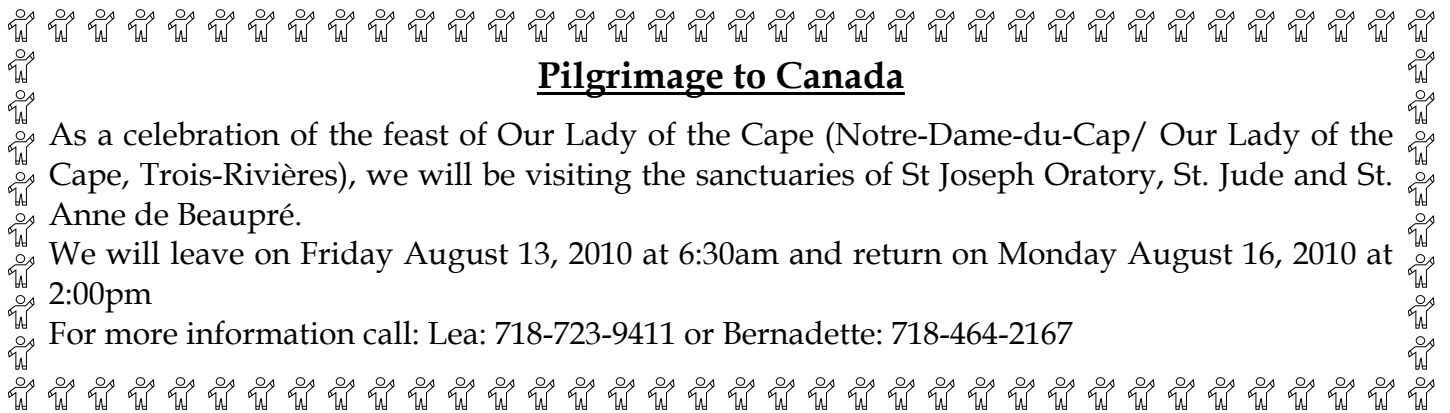 Pilgrimage to Canada
As a celebration of the feast of Our Lady of the Cape (Notre-Dame-du-Cap/ Our Lady of the
Cape, Trois-Rivières), we will be visiting the sanctuaries of St Joseph Oratory, St. Jude and St.
Anne de Beaupré.
We will leave on Friday August 13, 2010 at 6:30am and return on Monday August 16, 2010 at
2:00pm
For more information call: Lea: 718-723-9411 or Bernadette: 718-464-2167